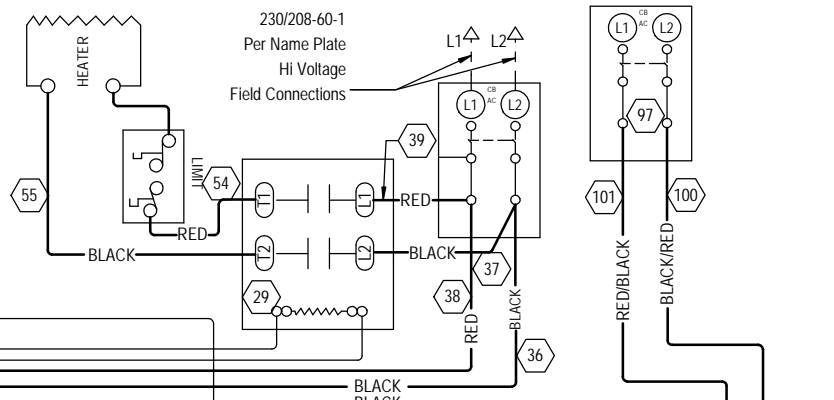 230/208-60-1
Per Name Plate
Hi Voltage
Field Connections
L1
L2
CB
AC
L1
L2
HEATER
CB
AC
L1
L2
97
39
LIMIT
54
55
T1
L1
RED
101
100
RED
BLACK
T2
L2
BLACK
37
29
38
RED
BLACK
RED/BLACK
BLACK/RED
36
BLACK
BLACK